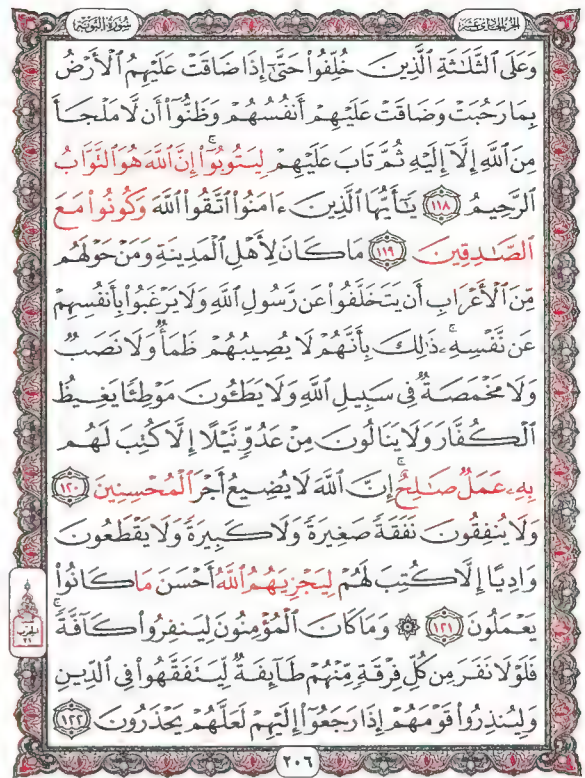 الجزء الحادي عشر
سورة التوبة
وَعَلَى ٱلثَّلَـٰثَةِ ٱلَّذِينَ خُلِّفُوا۟ حَتَّىٰٓ إِذَا ضَاقَتْ عَلَيْهِمُ ٱلْأَرْضُ
بِمَا رَحُبَتْ وَضَاقَتْ عَلَيْهِمْ أَنفُسُهُمْ وَظَنُّوٓا۟ أَن لَّا مَلْجَأَ
مِنَ ٱللَّهِ إِلَّآ إِلَيْهِ ثُمَّ تَابَ عَلَيْهِمْ لِيَتُوبُوٓا۟ ۚ إِنَّ ٱللَّهَ هُوَ ٱلتَّوَّابُ
ٱلرَّحِيمُ ١١٨ يَـٰٓأَيُّهَا ٱلَّذِينَ ءَامَنُوا۟ ٱتَّقُوا۟ ٱللَّهَ وَكُونُوا۟ مَعَ
ٱلصَّـٰدِقِينَ ١١٩ مَا كَانَ لِأَهْلِ ٱلْمَدِينَةِ وَمَنْ حَوْلَهُم
مِّنَ ٱلْأَعْرَابِ أَن يَتَخَلَّفُوا۟ عَن رَّسُولِ ٱللَّهِ وَلَا يَرْغَبُوا۟ بِأَنفُسِهِمْ
عَن نَّفْسِهِۦ ۚ ذَٰلِكَ بِأَنَّهُمْ لَا يُصِيبُهُمْ ظَمَأٌ وَلَا نَصَبٌ
وَلَا مَخْمَصَةٌ فِى سَبِيلِ ٱللَّهِ وَلَا يَطَـُٔونَ مَوْطِئًا يَغِيظُ
ٱلْكُفَّارَ وَلَا يَنَالُونَ مِنْ عَدُوٍّ نَّيْلًا إِلَّا كُتِبَ لَهُم
بِهِۦ عَمَلٌ صَـٰلِحٌ ۚ إِنَّ ٱللَّهَ لَا يُضِيعُ أَجْرَ ٱلْمُحْسِنِينَ ١٢٠
وَلَا يُنفِقُونَ نَفَقَةً صَغِيرَةً وَلَا كَبِيرَةً وَلَا يَقْطَعُونَ
وَادِيًا إِلَّا كُتِبَ لَهُمْ لِيَجْزِيَهُمُ ٱللَّهُ أَحْسَنَ مَا كَانُوا۟
يَعْمَلُونَ ١٢١ ۞ وَمَا كَانَ ٱلْمُؤْمِنُونَ لِيَنفِرُوا۟ كَآفَّةً ۚ
فَلَوْلَا نَفَرَ مِن كُلِّ فِرْقَةٍ مِّنْهُمْ طَآئِفَةٌ لِّيَتَفَقَّهُوا۟ فِى ٱلدِّينِ
وَلِيُنذِرُوا۟ قَوْمَهُمْ إِذَا رَجَعُوٓا۟ إِلَيْهِمْ لَعَلَّهُمْ يَحْذَرُونَ ١٢٢
الحزب
٢١
٢٠٦